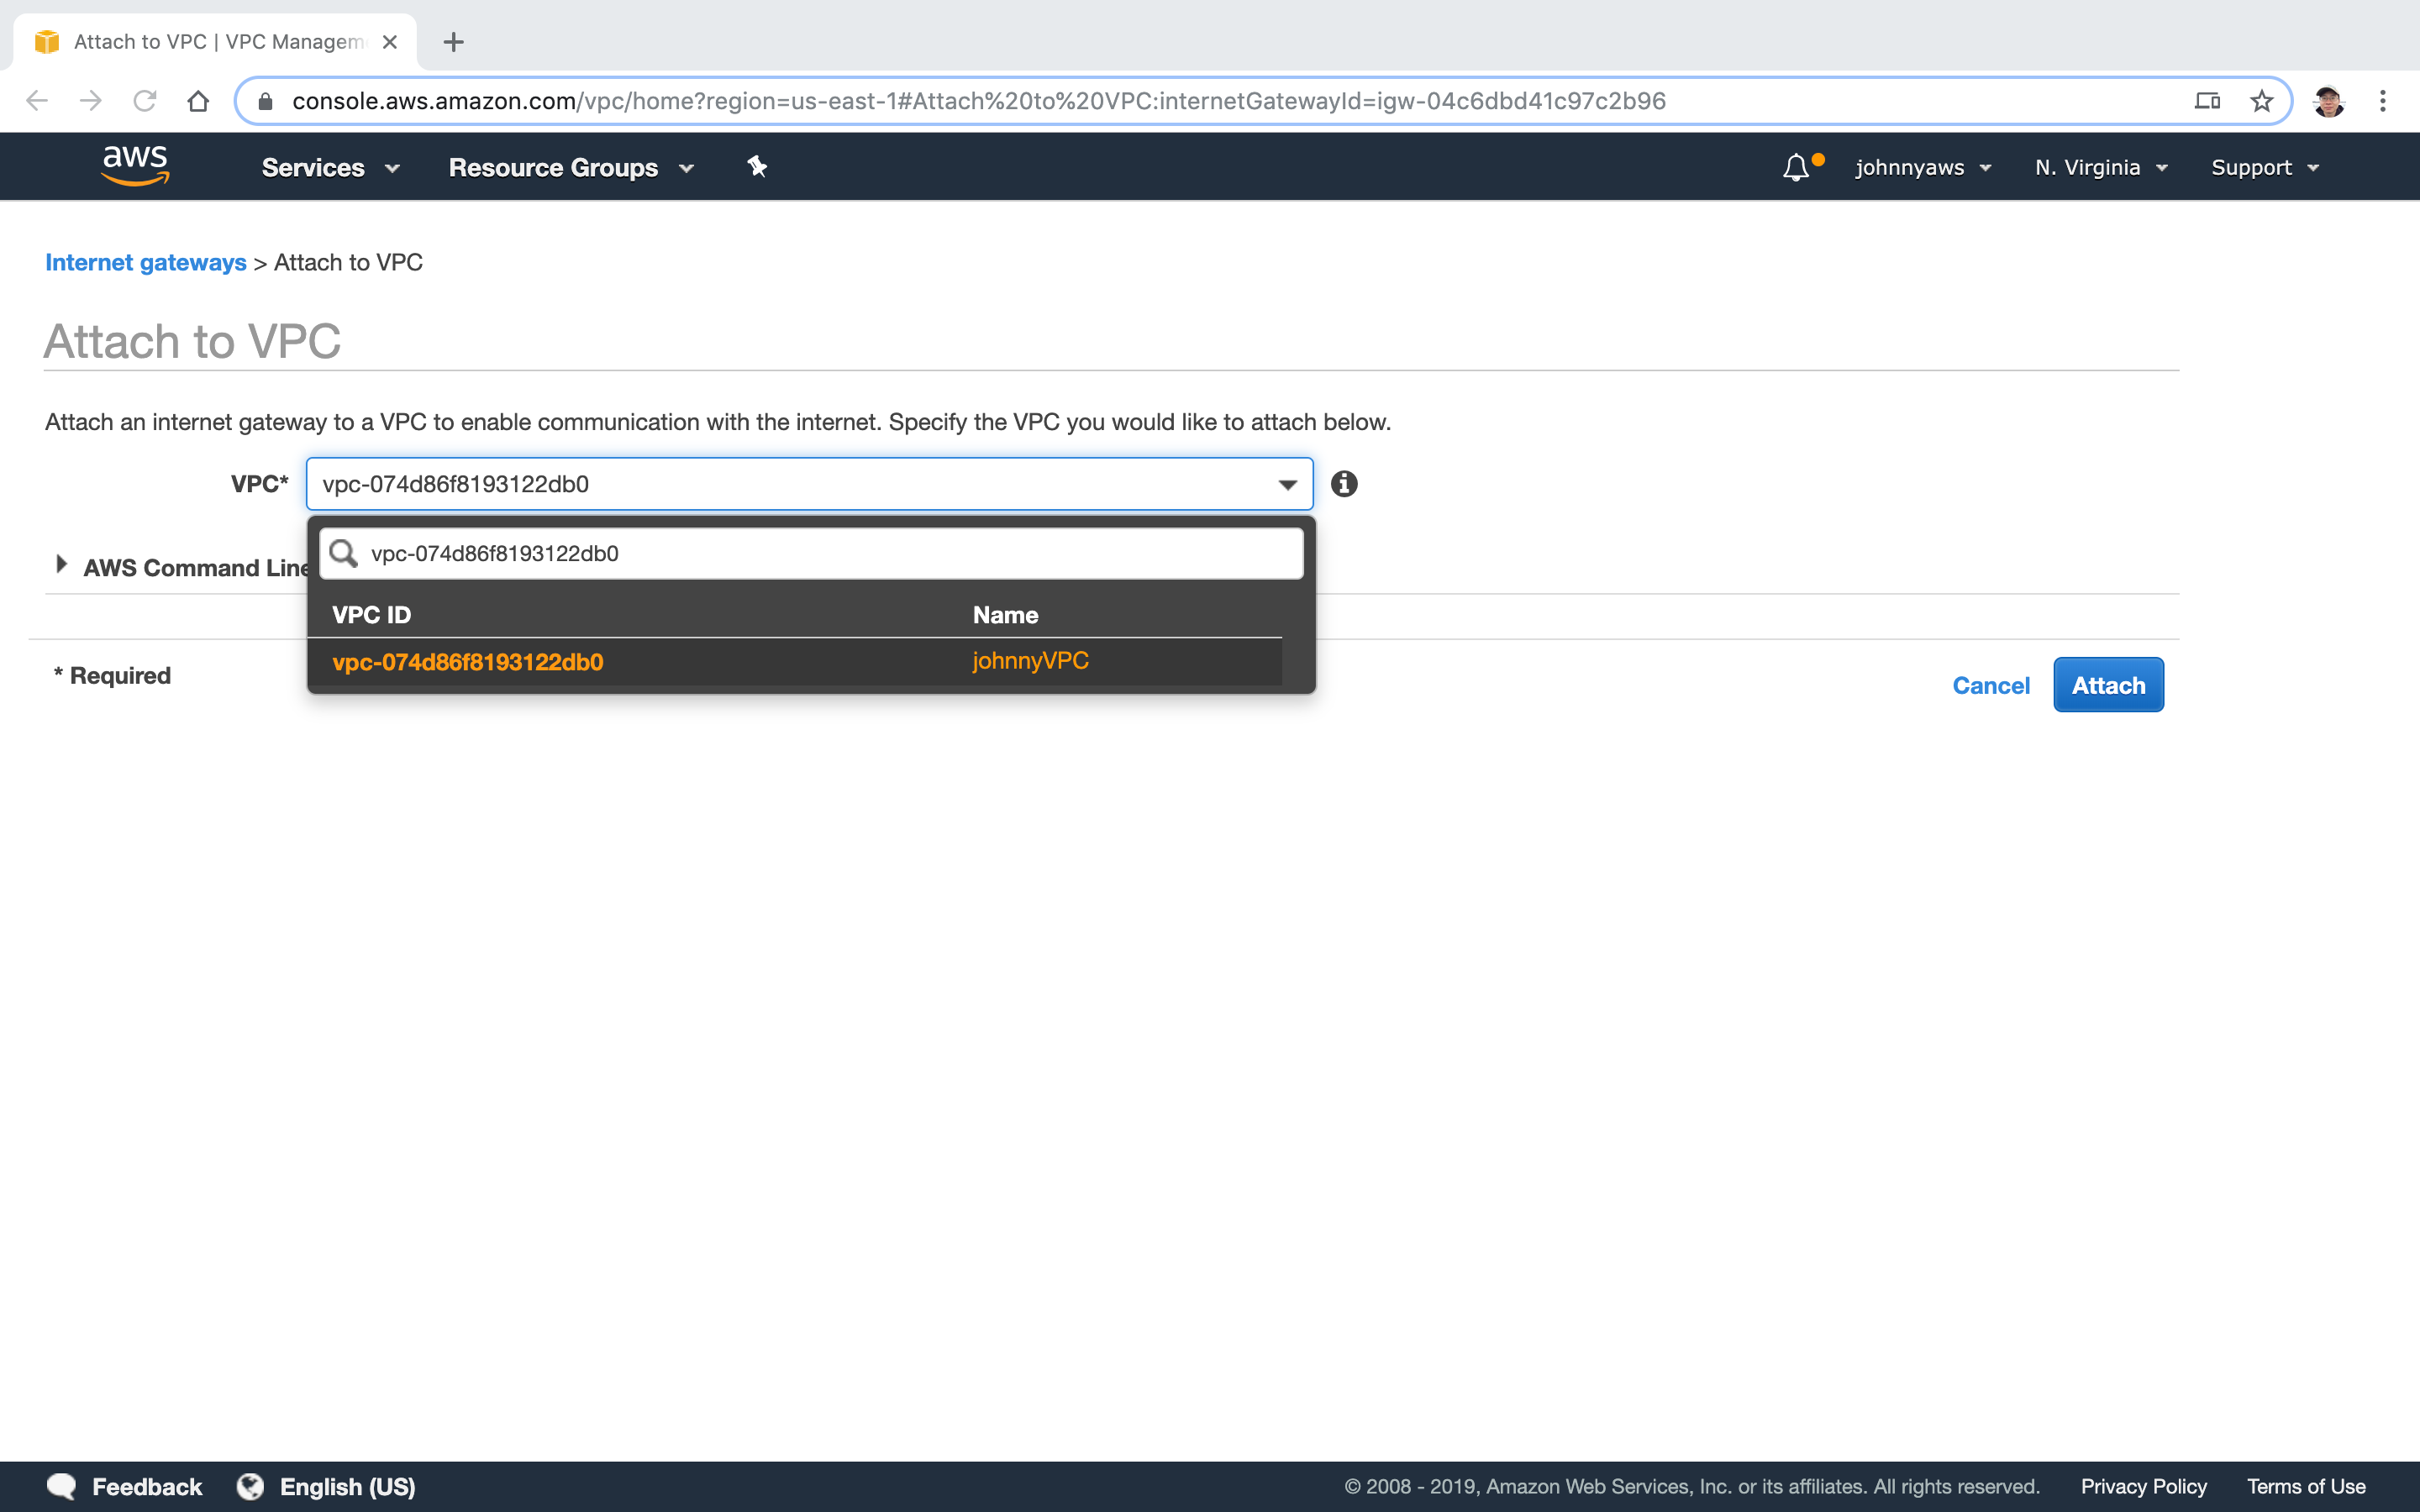 Attach to VPC | VPC Managem
console.aws.amazon.com/vpc/home?region=us-east-1#Attach%20to%20VPC:internetGatewayId=igw-04c6dbd41c97c2b96
aws Services Resource Groups johnnyaws N. Virginia Support
Internet gateways > Attach to VPC
Attach to VPC
Attach an internet gateway to a VPC to enable communication with the internet. Specify the VPC you would like to attach below.
VPC* vpc-074d86f8193122db0
vpc-074d86f8193122db0
AWS Command Line
VPC ID Name
vpc-074d86f8193122db0 johnnyVPC
* Required
Cancel Attach
Feedback English (US) © 2008 - 2019, Amazon Web Services, Inc. or its affiliates. All rights reserved. Privacy Policy Terms of Use